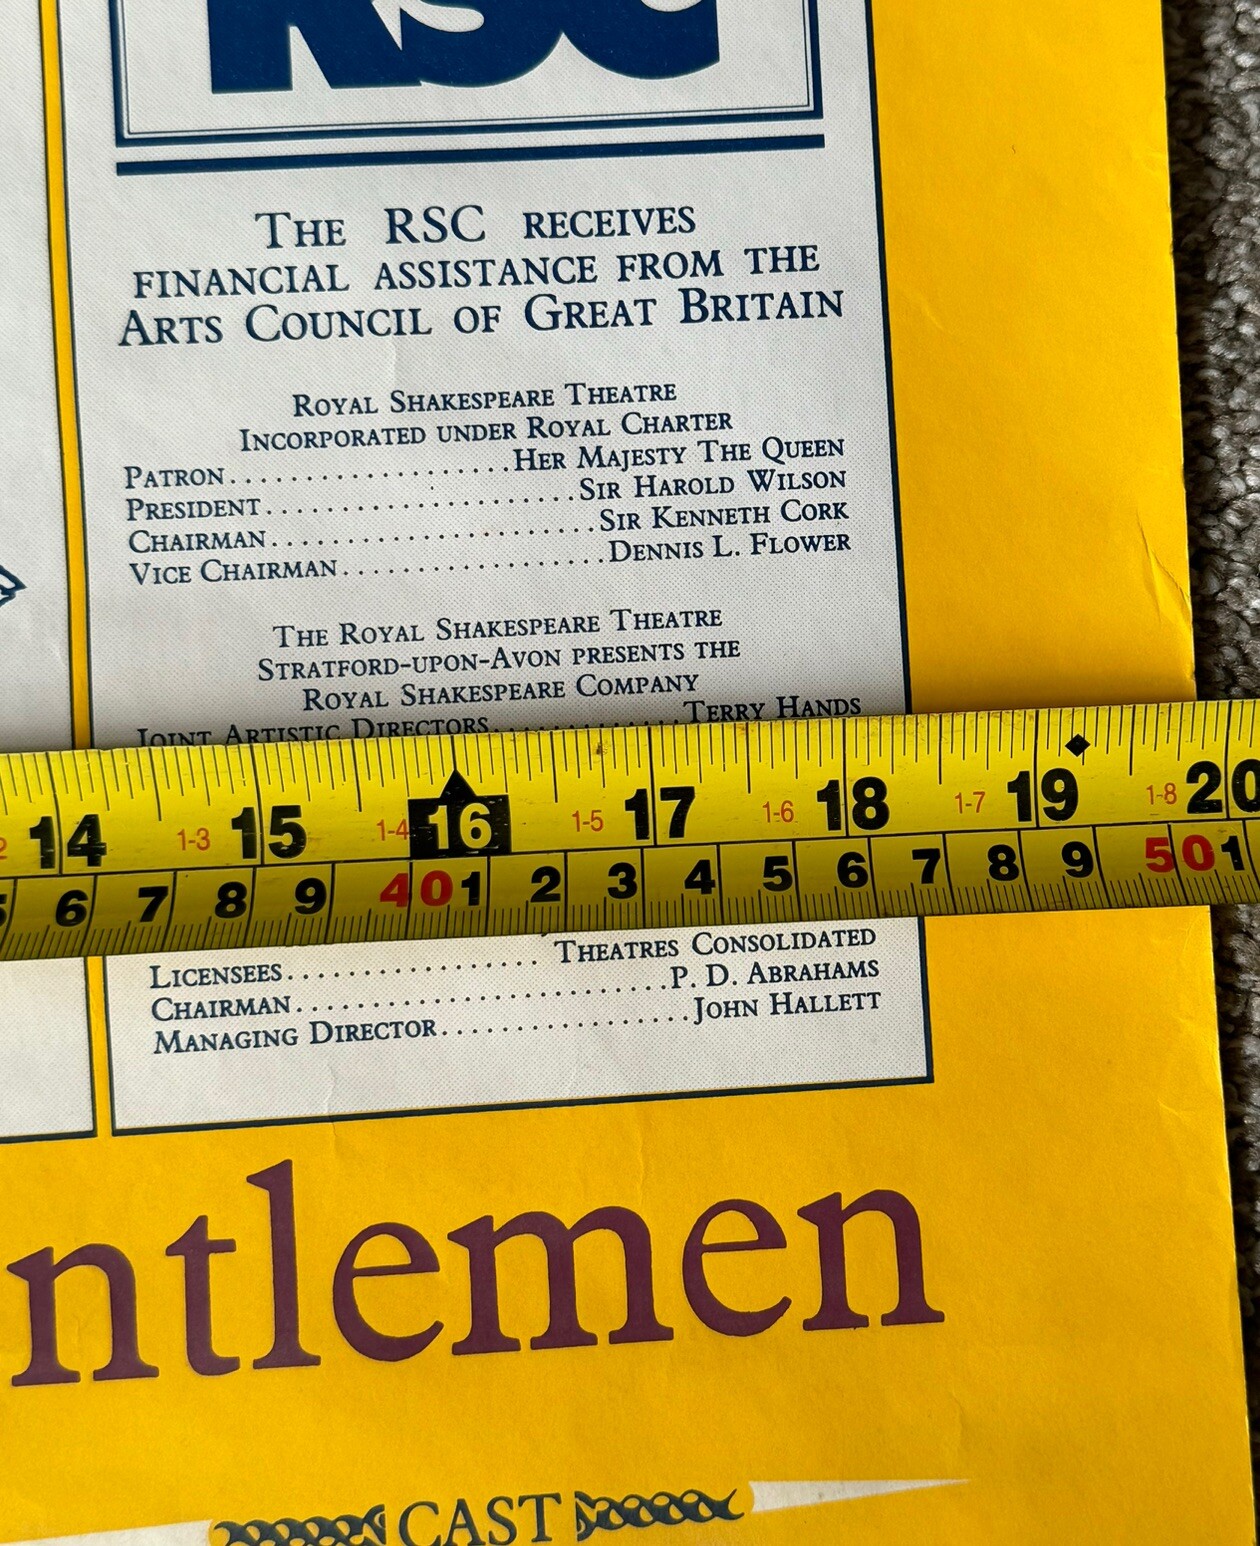 RSC
THE RSC RECEIVES
FINANCIAL ASSISTANCE FROM THE
ARTS COUNCIL OF GREAT BRITAIN
ROYAL SHAKESPEARE THEATRE
INCORPORATED UNDER ROYAL CHARTER
PATRON......................HER MAJESTY THE QUEEN
PRESIDENT........................SIR HAROLD WILSON
CHAIRMAN.........................SIR KENNETH CORK
VICE CHAIRMAN....................DENNIS L. FLOWER
THE ROYAL SHAKESPEARE THEATRE
STRATFORD-UPON-AVON PRESENTS THE
ROYAL SHAKESPEARE COMPANY
JOINT ARTISTIC DIRECTORS..............TERRY HANDS
14 1-3 15 1-4 16 1-5 17 1-6 18 1-7 19 1-8 20
6 7 8 9 40 1 2 3 4 5 6 7 8 9 50 1
THEATRES CONSOLIDATED
LICENSEES..................
CHAIRMAN...........................P. D. ABRAHAMS
MANAGING DIRECTOR..................JOHN HALLETT
ntlemen
CAST